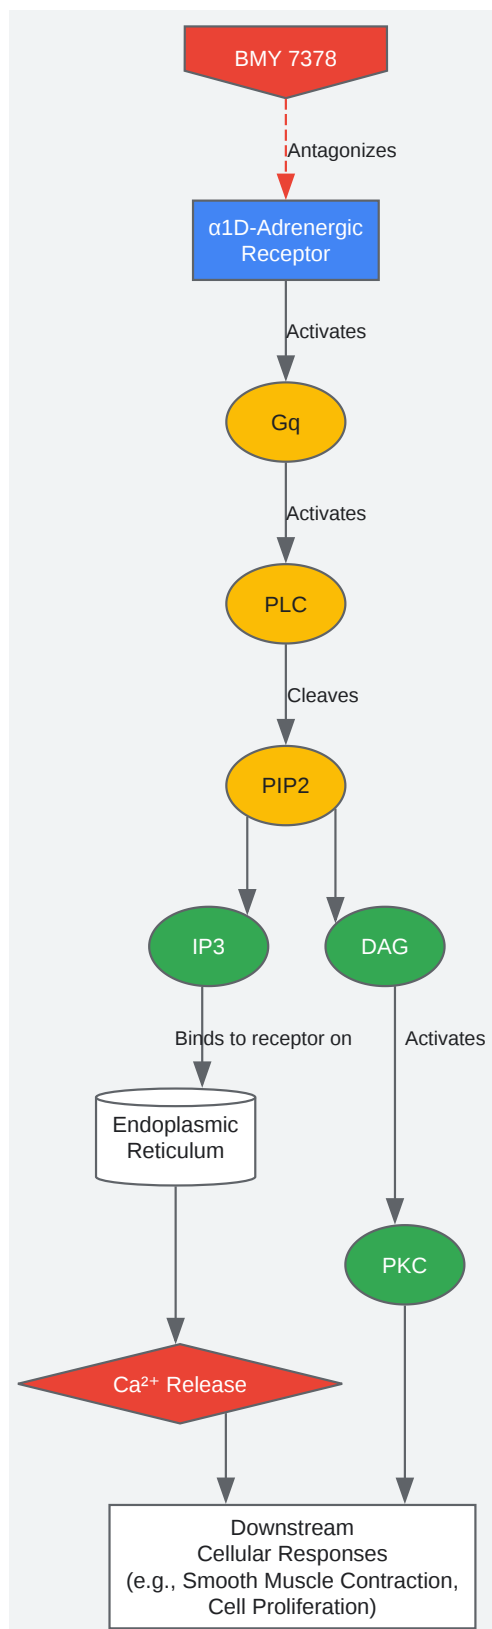 BMY 7378
Antagonizes
α1D-Adrenergic
Receptor
Activates
Gq
Activates
PLC
Cleaves
PIP2
IP3
DAG
Binds to receptor on
Activates
Endoplasmic
Reticulum
PKC
Ca²⁺ Release
Downstream
Cellular Responses
(e.g., Smooth Muscle Contraction,
Cell Proliferation)